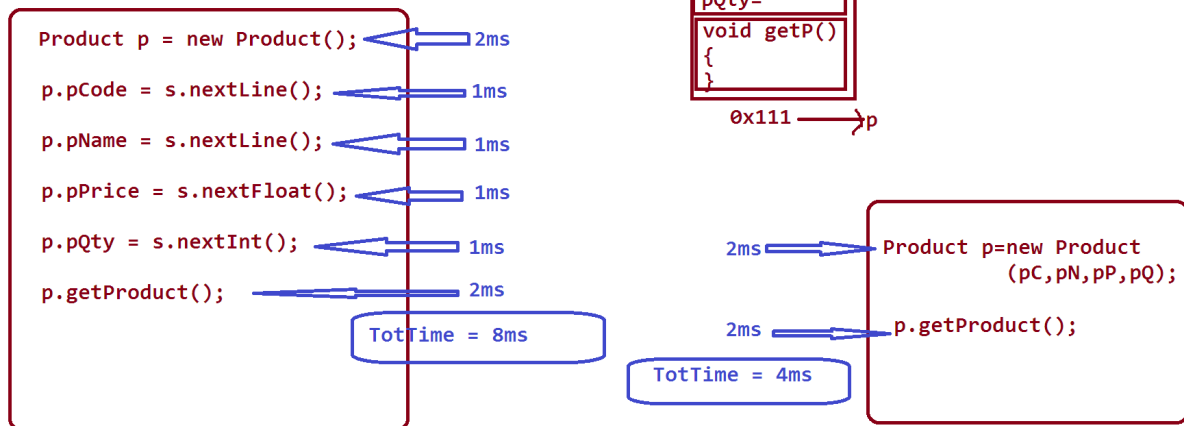 Product p = new Product();
2ms
p.pCode = s.nextLine();
1ms
p.pName = s.nextLine();
1ms
p.pPrice = s.nextFloat();
1ms
p.pQty = s.nextInt();
1ms
p.getProduct();
2ms
TotTime = 8ms
pQty=
void getP()
{
}
0x111
p
2ms
Product p=new Product
(pC,pN,pP,pQ);
2ms
p.getProduct();
TotTime = 4ms